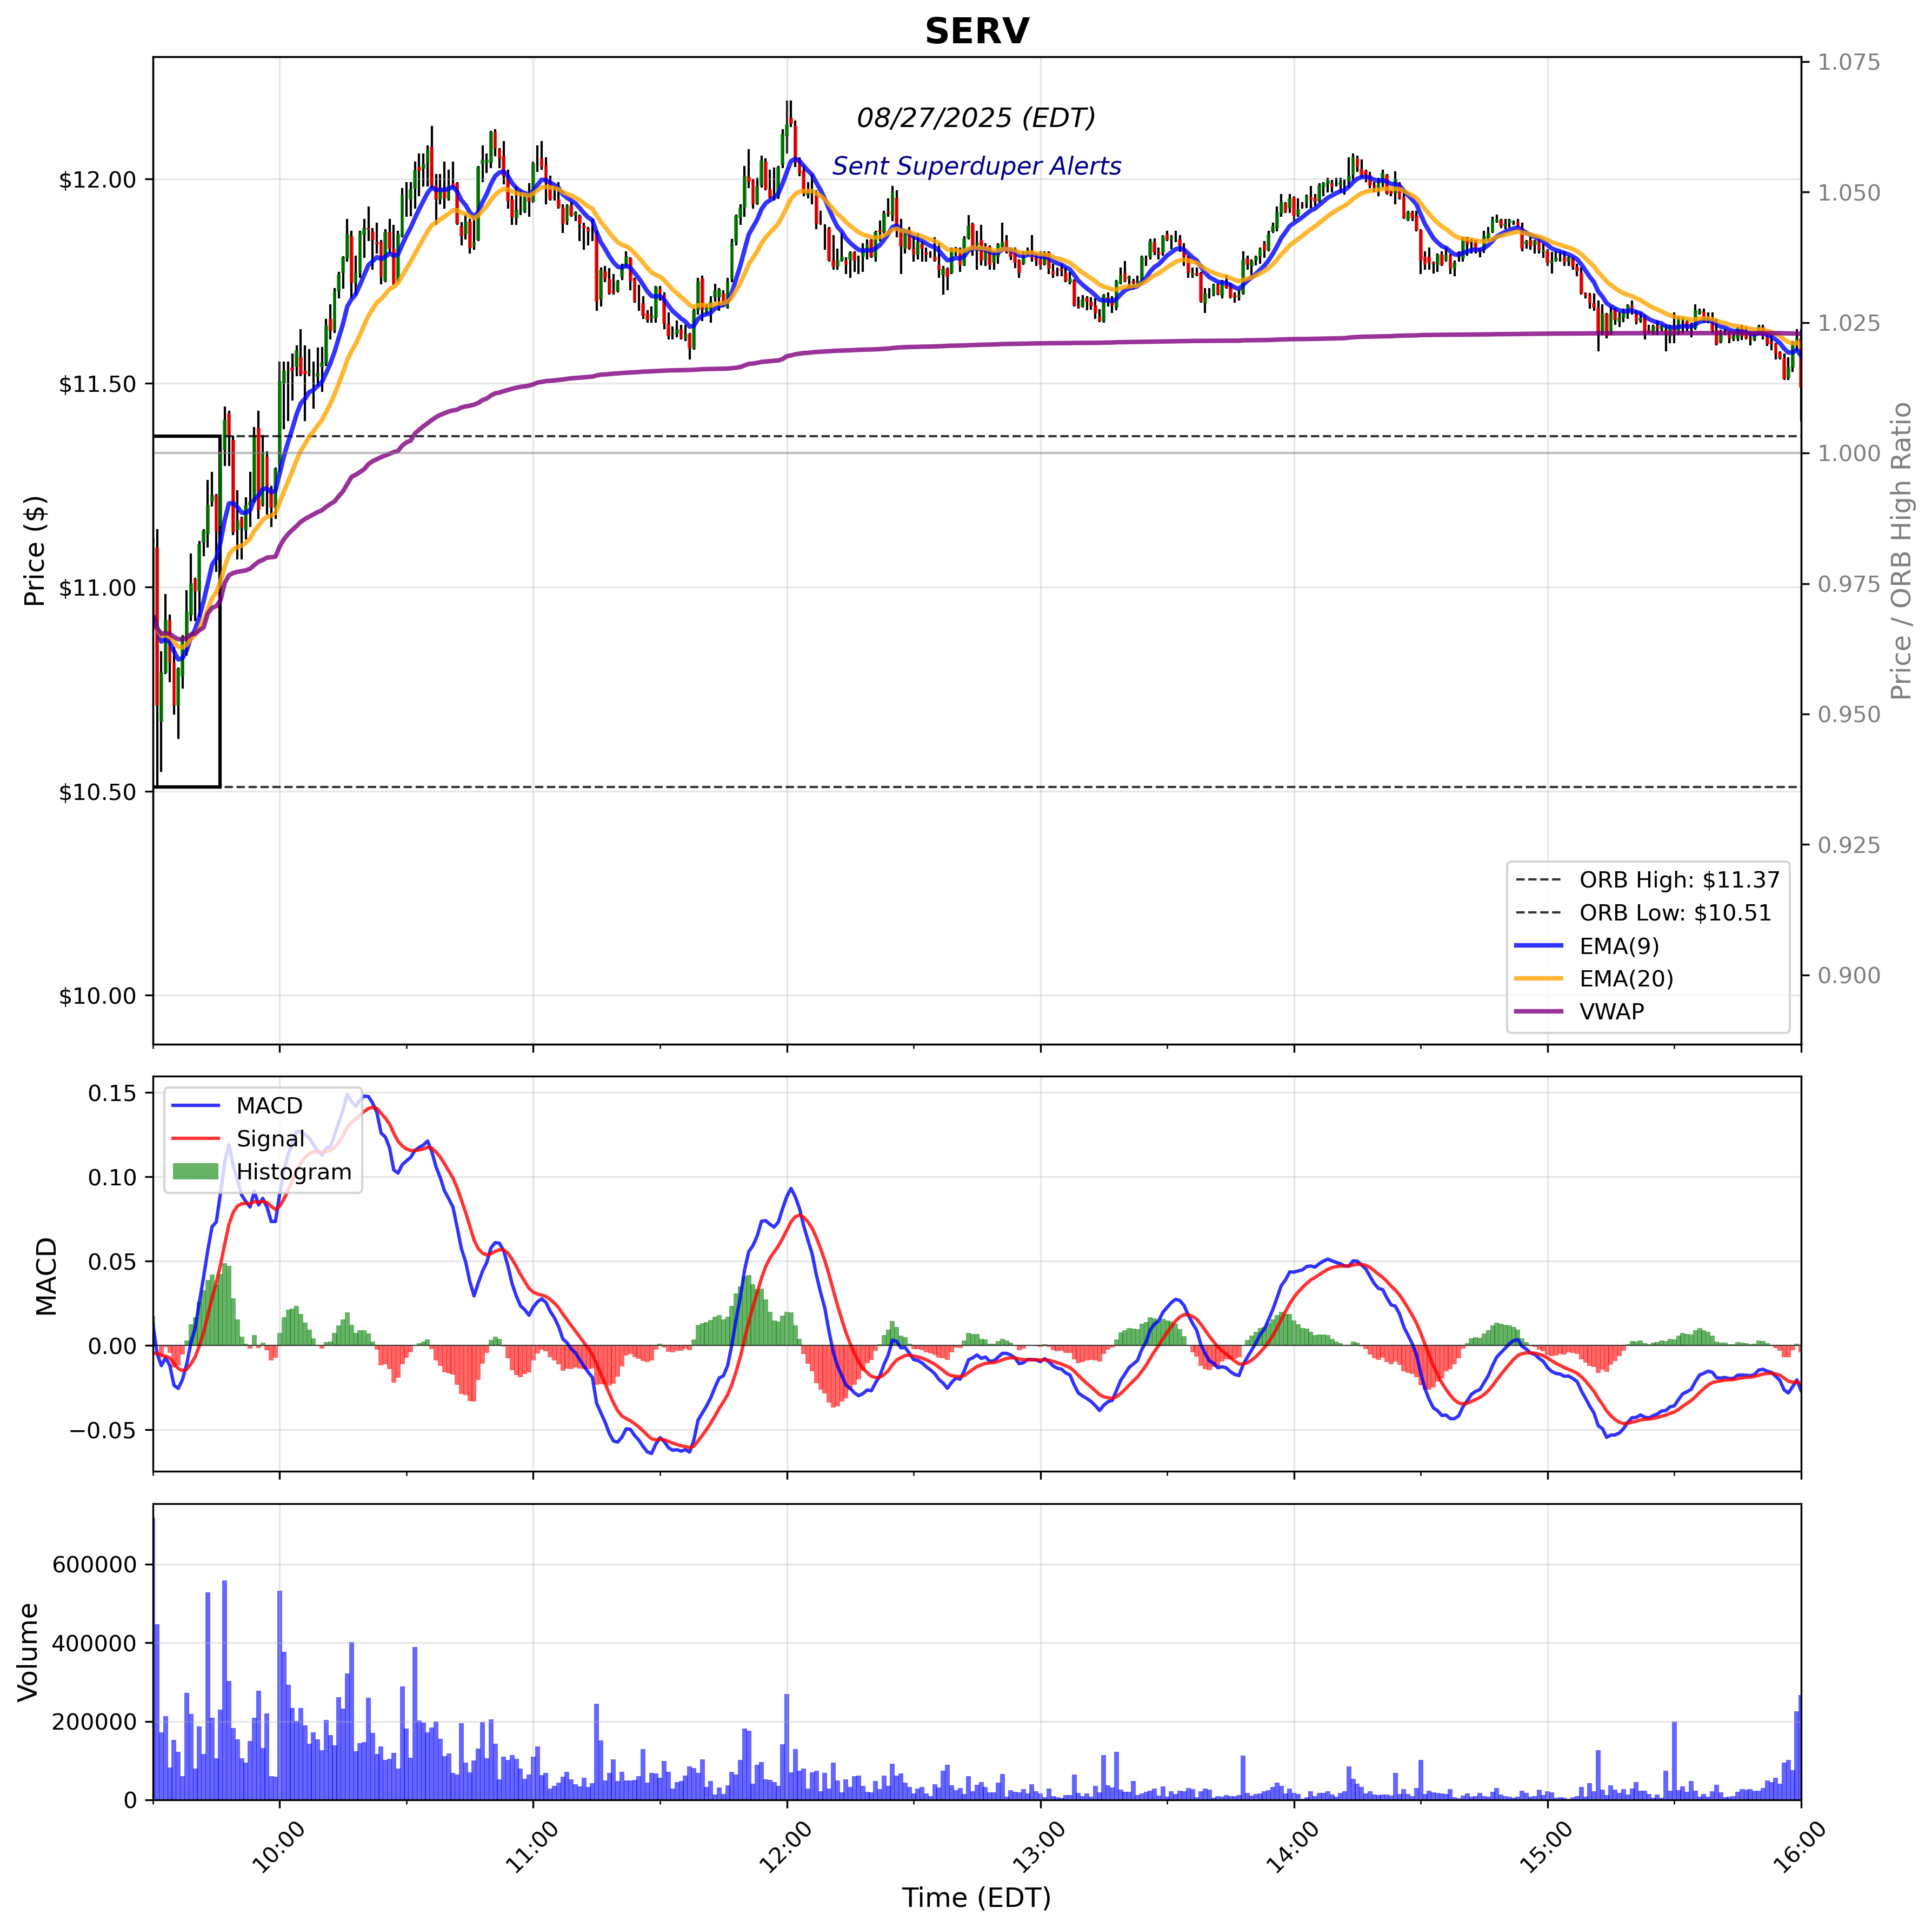 SERV
08/27/2025 (EDT)
Sent Superduper Alerts
Price ($)
$12.00
$11.50
$11.00
$10.50
$10.00
1.075
1.050
1.025
1.000
0.975
0.950
0.925
0.900
Price / ORB High Ratio
ORB High: $11.37
ORB Low: $10.51
EMA(9)
EMA(20)
VWAP
MACD
0.15
0.10
0.05
0.00
−0.05
MACD
Signal
Histogram
Volume
600000
400000
200000
0
10:00
11:00
12:00
13:00
14:00
15:00
16:00
Time (EDT)